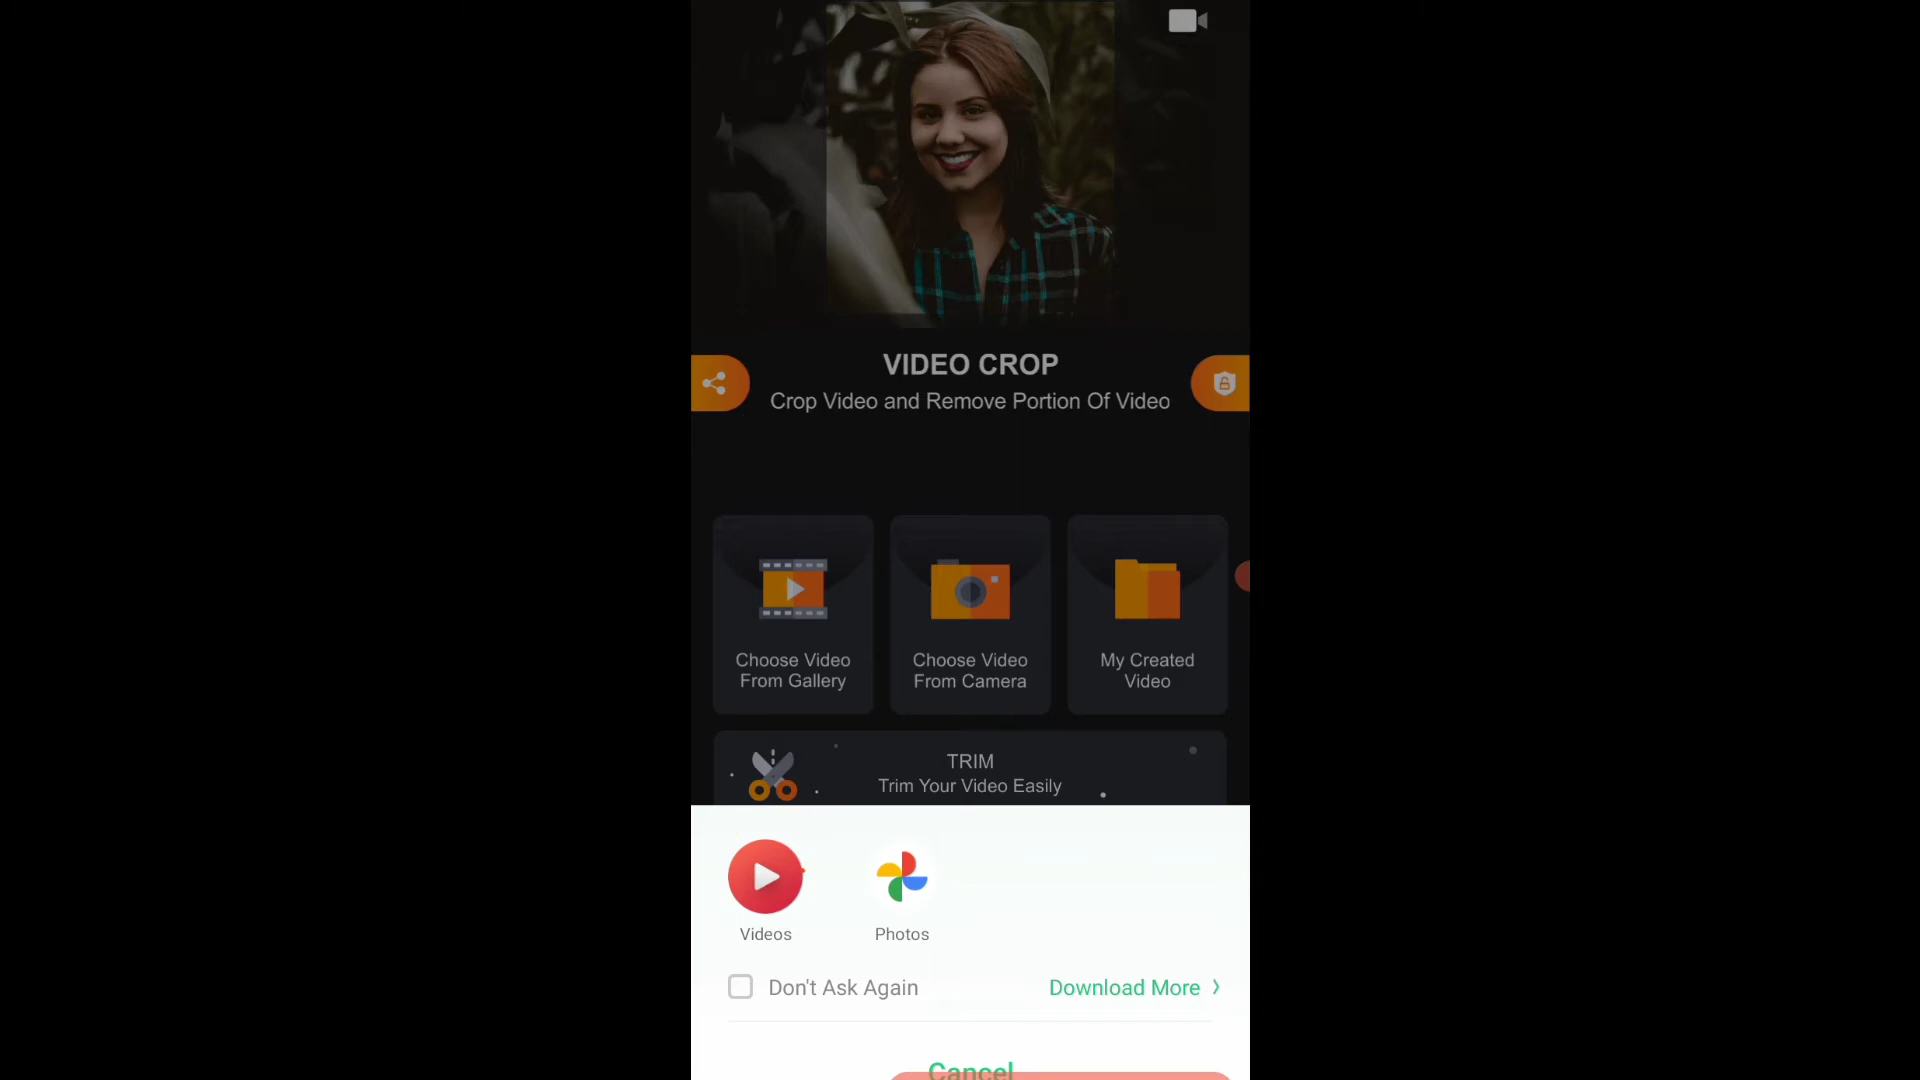 VIDEO CROP
Crop Video and Remove Portion Of Video
Choose Video
From Gallery
Choose Video
From Camera
My Created
Video
TRIM
Trim Your Video Easily
Videos
Photos
Don't Ask Again
Download More
Cancel